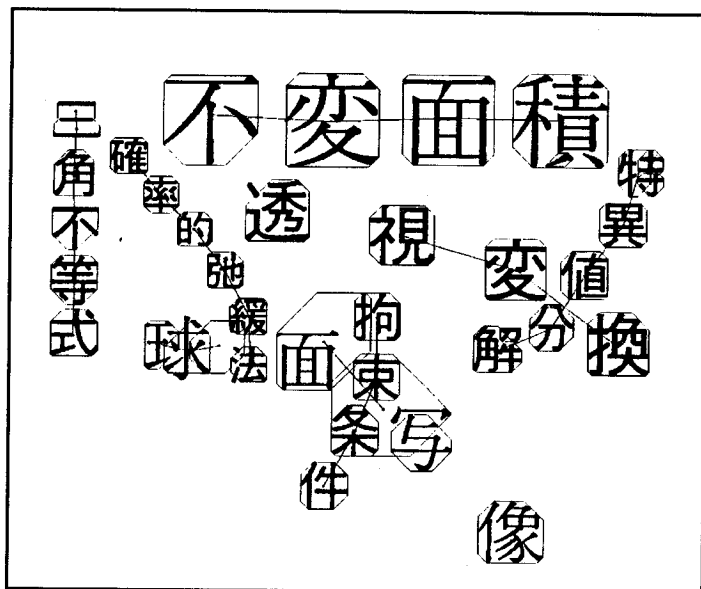 不変面積
三角不等式
確率的弛緩法
透視変換
特異値分解
拘束条件
球面写像